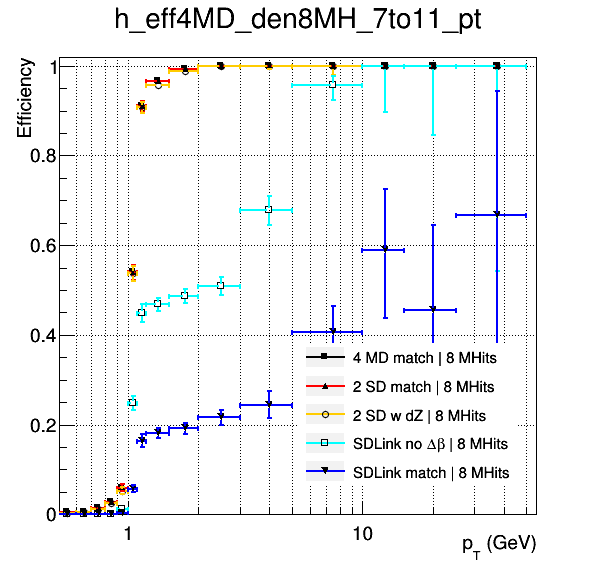 h_eff4MD_den8MH_7to11_pt
Efficiency
1
0.8
0.6
0.4
0.2
0
4 MD match | 8 MHits
2 SD match | 8 MHits
2 SD w dZ | 8 MHits
SDLink no Δβ | 8 MHits
SDLink match | 8 MHits
1 10
pT (GeV)